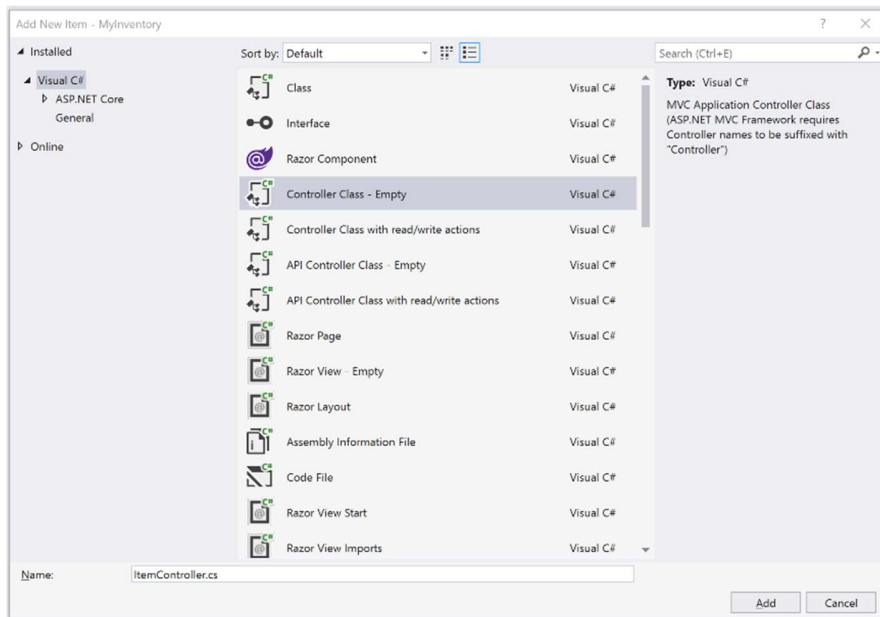 Add New Item - MyInventory
?
Installed
Sort by: Default
Search (Ctrl+E)
Visual C#
ASP.NET Core
General
Online
Class Visual C#
Interface Visual C#
Razor Component Visual C#
Controller Class - Empty Visual C#
Controller Class with read/write actions Visual C#
API Controller Class - Empty Visual C#
API Controller Class with read/write actions Visual C#
Razor Page Visual C#
Razor View - Empty Visual C#
Razor Layout Visual C#
Assembly Information File Visual C#
Code File Visual C#
Razor View Start Visual C#
Razor View Imports Visual C#
Type: Visual C#
MVC Application Controller Class
(ASP.NET MVC Framework requires
Controller names to be suffixed with
"Controller")
Name: ItemController.cs
Add Cancel